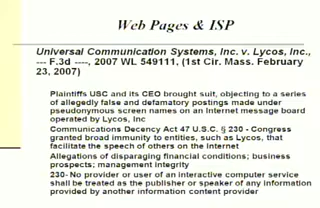 Web Pages & ISP
Universal Communication Systems, Inc. v. Lycos, Inc.,
--- F.3d ----, 2007 WL 549111, (1st Cir. Mass. February
23, 2007)
Plaintiffs USC and its CEO brought suit, objecting to a series
of allegedly false and defamatory postings made under
pseudonymous screen names on an Internet message board
operated by Lycos, Inc
Communications Decency Act 47 U.S.C. § 230 - Congress
granted broad immunity to entities, such as Lycos, that
facilitate the speech of others on the Internet
Allegations of disparaging financial conditions; business
prospects; management integrity
230- No provider or user of an interactive computer service
shall be treated as the publisher or speaker of any information
provided by another information content provider